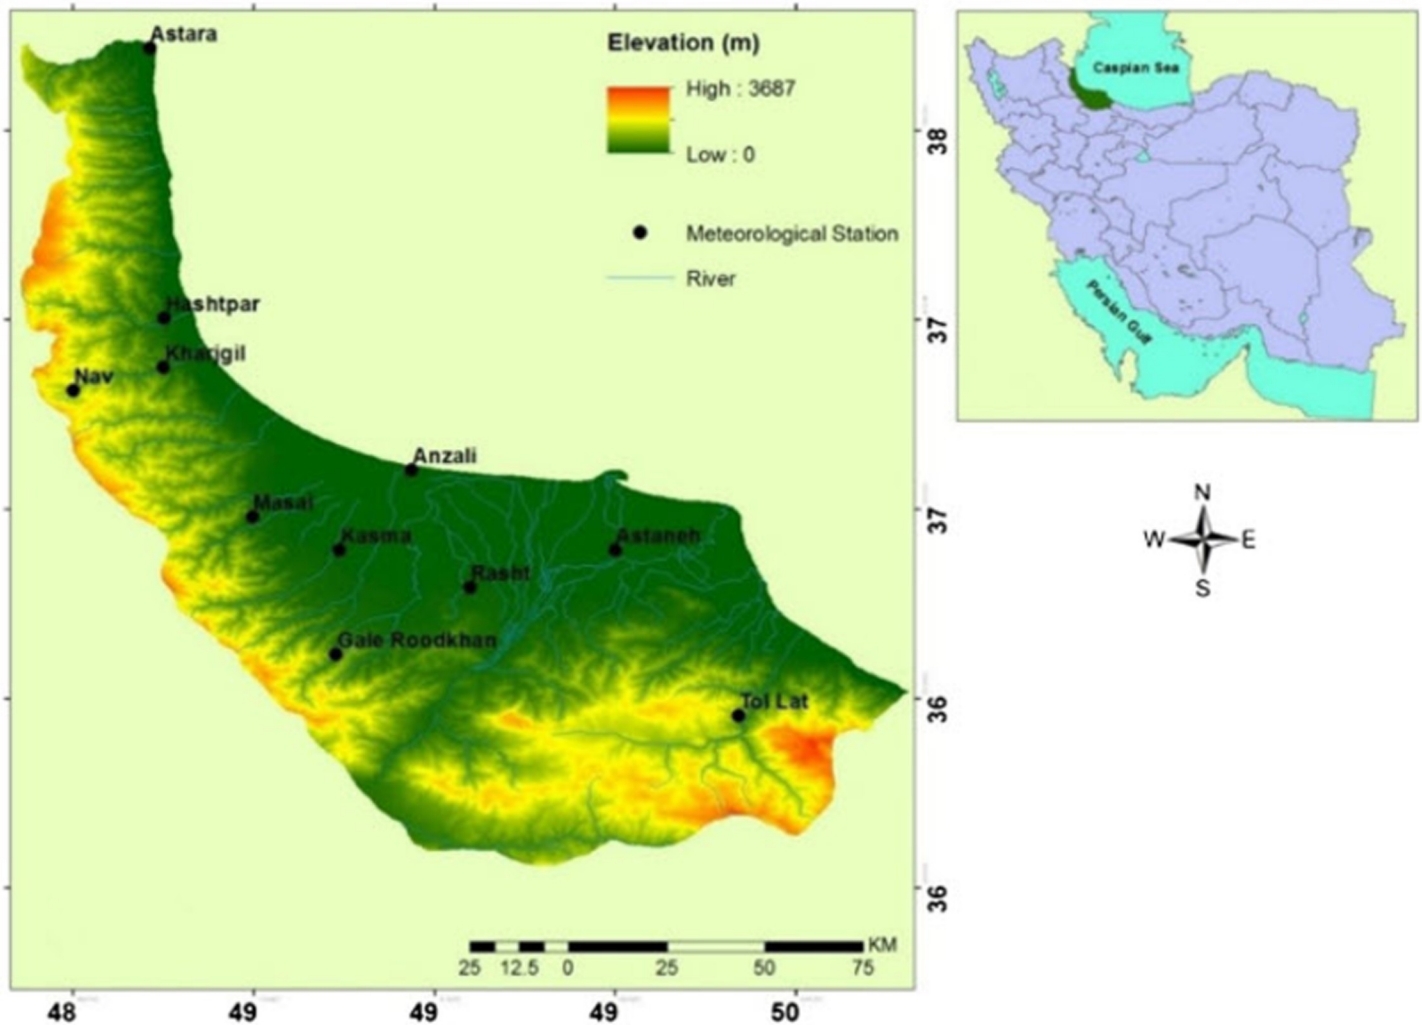 Astara
Elevation (m)
High : 3687
Low : 0
Meteorological Station
River
Hashtpar
Kharjgil
Nav
Anzali
Masal
Kasma
Astaneh
Rasht
Gale Roodkhan
Tol Lat
38
37
37
36
36
KM
25 12.5 0 25 50 75
48 49 49 49 50
Caspian Sea
Persian Gulf
N
W E
S